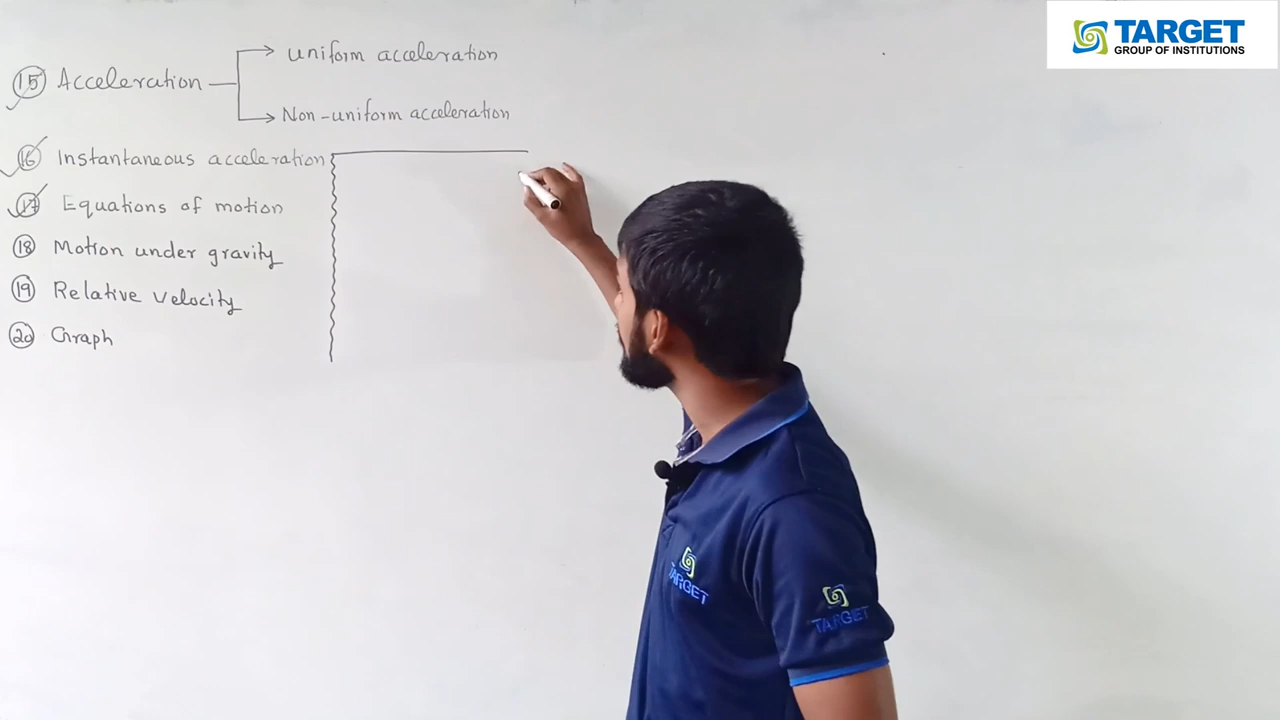 TARGET
GROUP OF INSTITUTIONS
uniform acceleration
15 Acceleration
Non-uniform acceleration
16 Instantaneous acceleration
17 Equations of motion
18 Motion under gravity
19 Relative Velocity
20 Graph
TARGET
TARGET